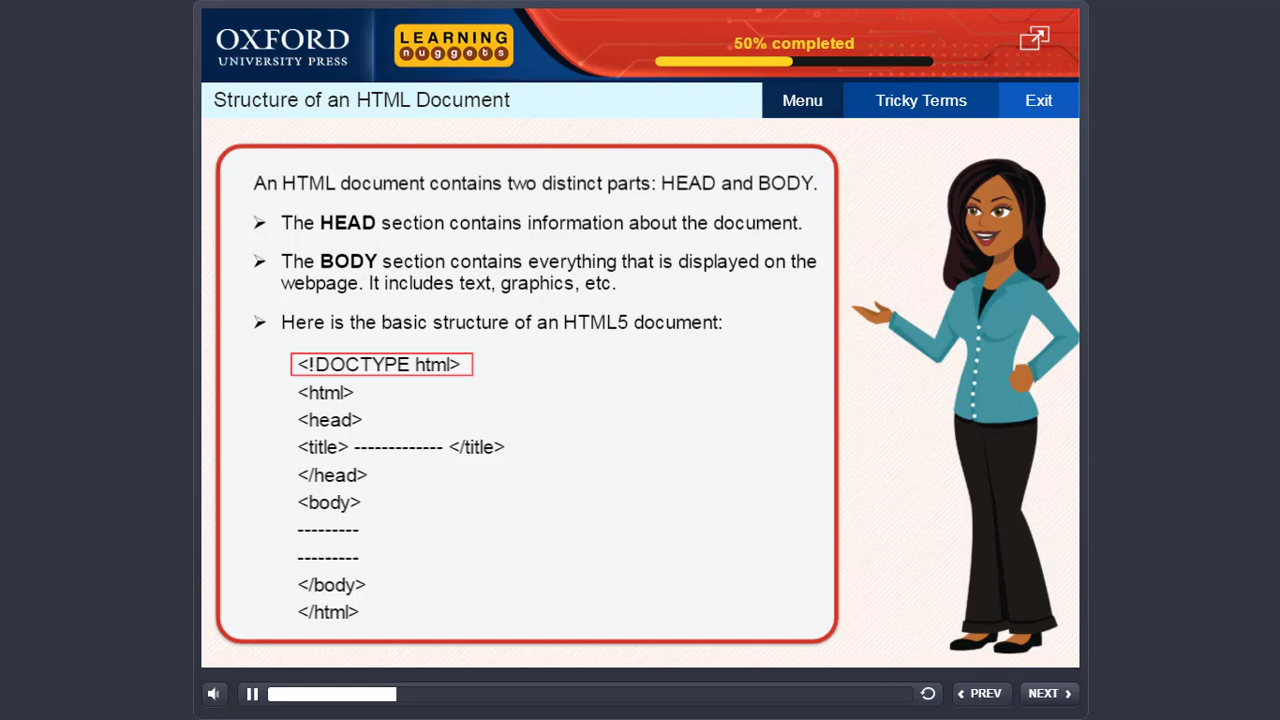 OXFORD
UNIVERSITY PRESS
LEARNING
nuggets
50% completed
Structure of an HTML Document
Menu
Tricky Terms
Exit
An HTML document contains two distinct parts: HEAD and BODY.
➢ The HEAD section contains information about the document.
➢ The BODY section contains everything that is displayed on the
webpage. It includes text, graphics, etc.
➢ Here is the basic structure of an HTML5 document:
<!DOCTYPE html>
<html>
<head>
<title> ------------- </title>
</head>
<body>
---------
---------
</body>
</html>
PREV
NEXT